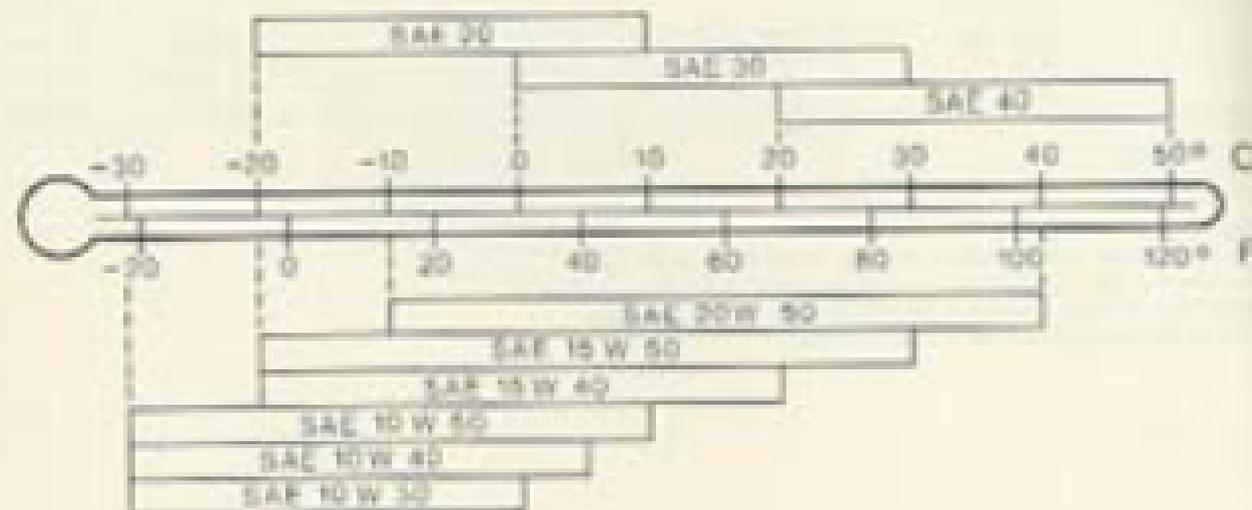 SAE 20
SAE 30
SAE 40
-30 -20 -10 0 10 20 30 40 50° C
-20 0 20 40 60 80 100 120° F
SAE 20W 50
SAE 15 W 50
SAE 15 W 40
SAE 10 W 50
SAE 10 W 40
SAE 10 W 30